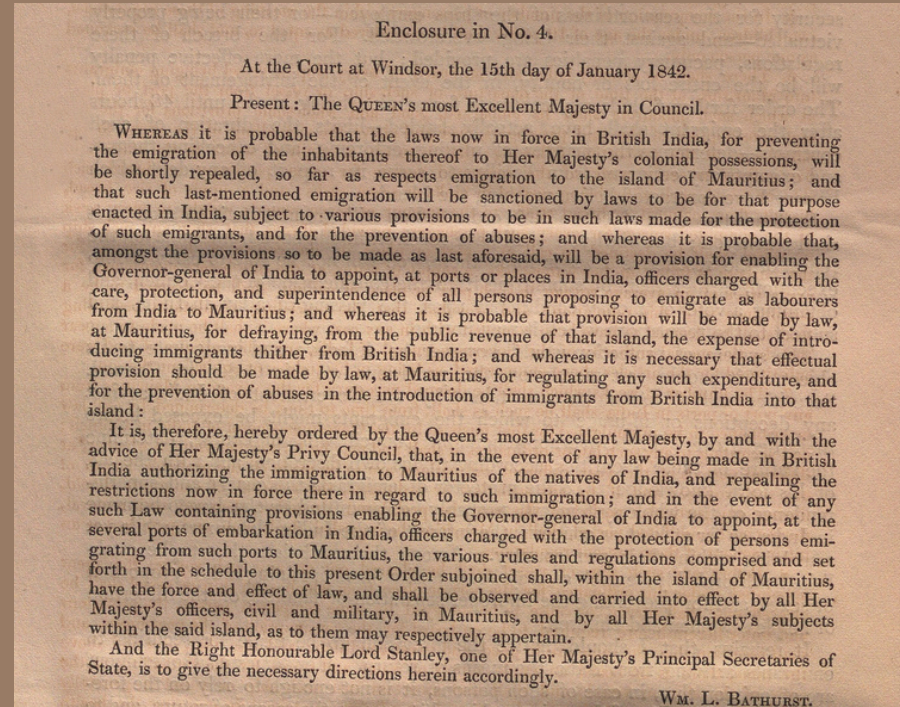 Enclosure in No. 4.
At the Court at Windsor, the 15th day of January 1842.
Present: The QUEEN's most Excellent Majesty in Council.
WHEREAS it is probable that the laws now in force in British India, for preventing
the emigration of the inhabitants thereof to Her Majesty's colonial possessions, will
be shortly repealed, so far as respects emigration to the island of Mauritius; and
that such last-mentioned emigration will be sanctioned by laws to be for that purpose
enacted in India, subject to various provisions to be in such laws made for the protection
of such emigrants, and for the prevention of abuses; and whereas it is probable that,
amongst the provisions so to be made as last aforesaid, will be a provision for enabling the
Governor-general of India to appoint, at ports or places in India, officers charged with the
care, protection, and superintendence of all persons proposing to emigrate as labourers
from India to Mauritius; and whereas it is probable that provision will be made by law,
at Mauritius, for defraying, from the public revenue of that island, the expense of intro-
ducing immigrants thither from British India; and whereas it is necessary that effectual
provision should be made by law, at Mauritius, for regulating any such expenditure, and
for the prevention of abuses in the introduction of immigrants from British India into that
island:
It is, therefore, hereby ordered by the Queen's most Excellent Majesty, by and with the
advice of Her Majesty's Privy Council, that, in the event of any law being made in British
India authorizing the immigration to Mauritius of the natives of India, and repealing the
restrictions now in force there in regard to such immigration; and in the event of any
such Law containing provisions enabling the Governor-general of India to appoint, at the
several ports of embarkation in India, officers charged with the protection of persons emi-
grating from such ports to Mauritius, the various rules and regulations comprised and set
forth in the schedule to this present Order subjoined shall, within the island of Mauritius,
have the force and effect of law, and shall be observed and carried into effect by all Her
Majesty's officers, civil and military, in Mauritius, and by all Her Majesty's subjects
within the said island, as to them may respectively appertain.
And the Right Honourable Lord Stanley, one of Her Majesty's Principal Secretaries of
State, is to give the necessary directions herein accordingly.
WM. L. BATHURST.